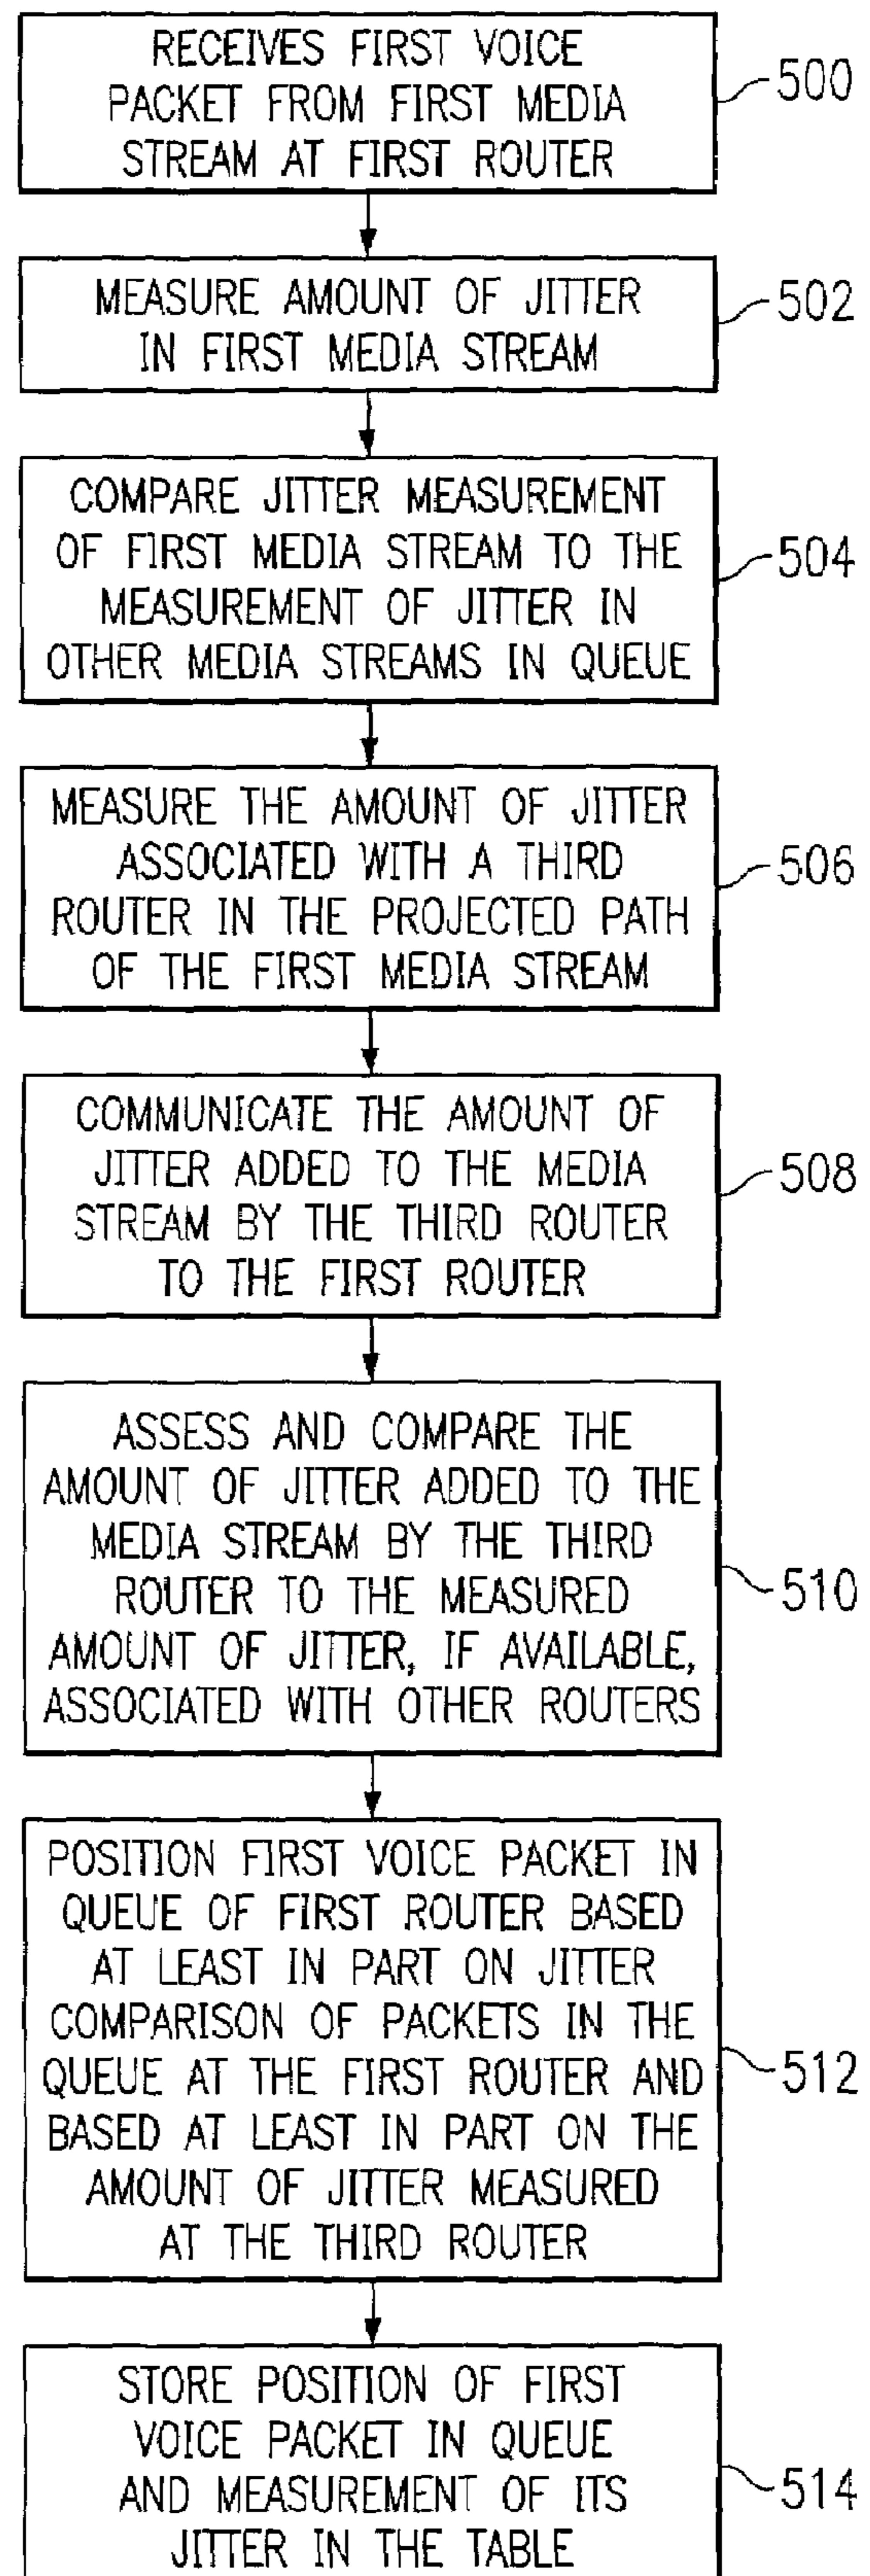 RECEIVES FIRST VOICE
PACKET FROM FIRST MEDIA
STREAM AT FIRST ROUTER
500
MEASURE AMOUNT OF JITTER
IN FIRST MEDIA STREAM
502
COMPARE JITTER MEASUREMENT
OF FIRST MEDIA STREAM TO THE
MEASUREMENT OF JITTER IN
OTHER MEDIA STREAMS IN QUEUE
504
MEASURE THE AMOUNT OF JITTER
ASSOCIATED WITH A THIRD
ROUTER IN THE PROJECTED PATH
OF THE FIRST MEDIA STREAM
506
COMMUNICATE THE AMOUNT OF
JITTER ADDED TO THE MEDIA
STREAM BY THE THIRD ROUTER
TO THE FIRST ROUTER
508
ASSESS AND COMPARE THE
AMOUNT OF JITTER ADDED TO THE
MEDIA STREAM BY THE THIRD
ROUTER TO THE MEASURED
AMOUNT OF JITTER, IF AVAILABLE,
ASSOCIATED WITH OTHER ROUTERS
510
POSITION FIRST VOICE PACKET IN
QUEUE OF FIRST ROUTER BASED
AT LEAST IN PART ON JITTER
COMPARISON OF PACKETS IN THE
QUEUE AT THE FIRST ROUTER AND
BASED AT LEAST IN PART ON THE
AMOUNT OF JITTER MEASURED
AT THE THIRD ROUTER
512
STORE POSITION OF FIRST
VOICE PACKET IN QUEUE
AND MEASUREMENT OF ITS
JITTER IN THE TABLE
514